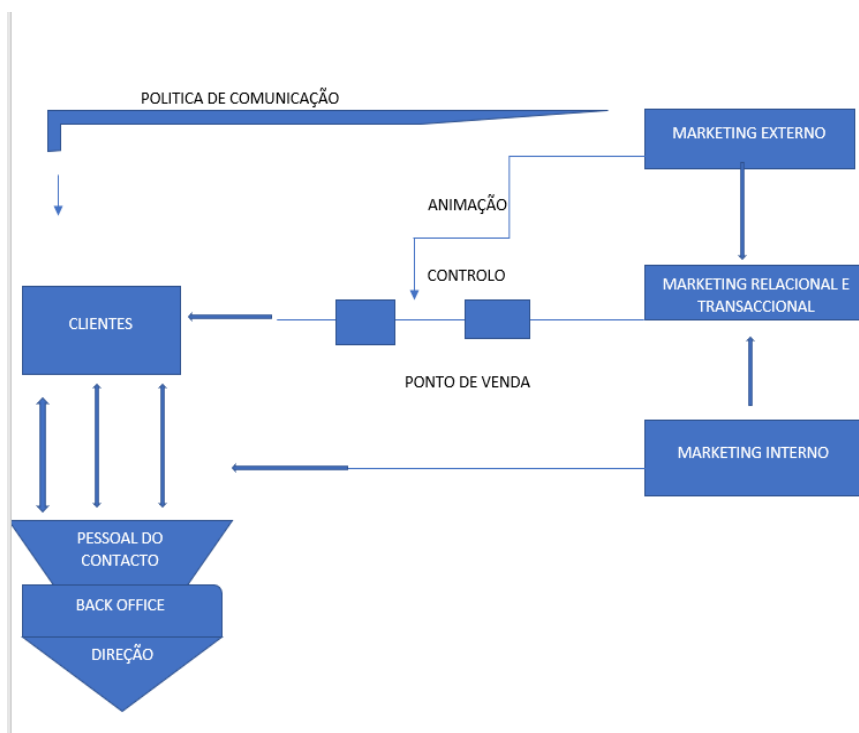 POLITICA DE COMUNICAÇÃO
MARKETING EXTERNO
ANIMAÇÃO
CONTROLO
MARKETING RELACIONAL E
TRANSACCIONAL
CLIENTES
PONTO DE VENDA
MARKETING INTERNO
PESSOAL DO
CONTACTO
BACK OFFICE
DIREÇÃO